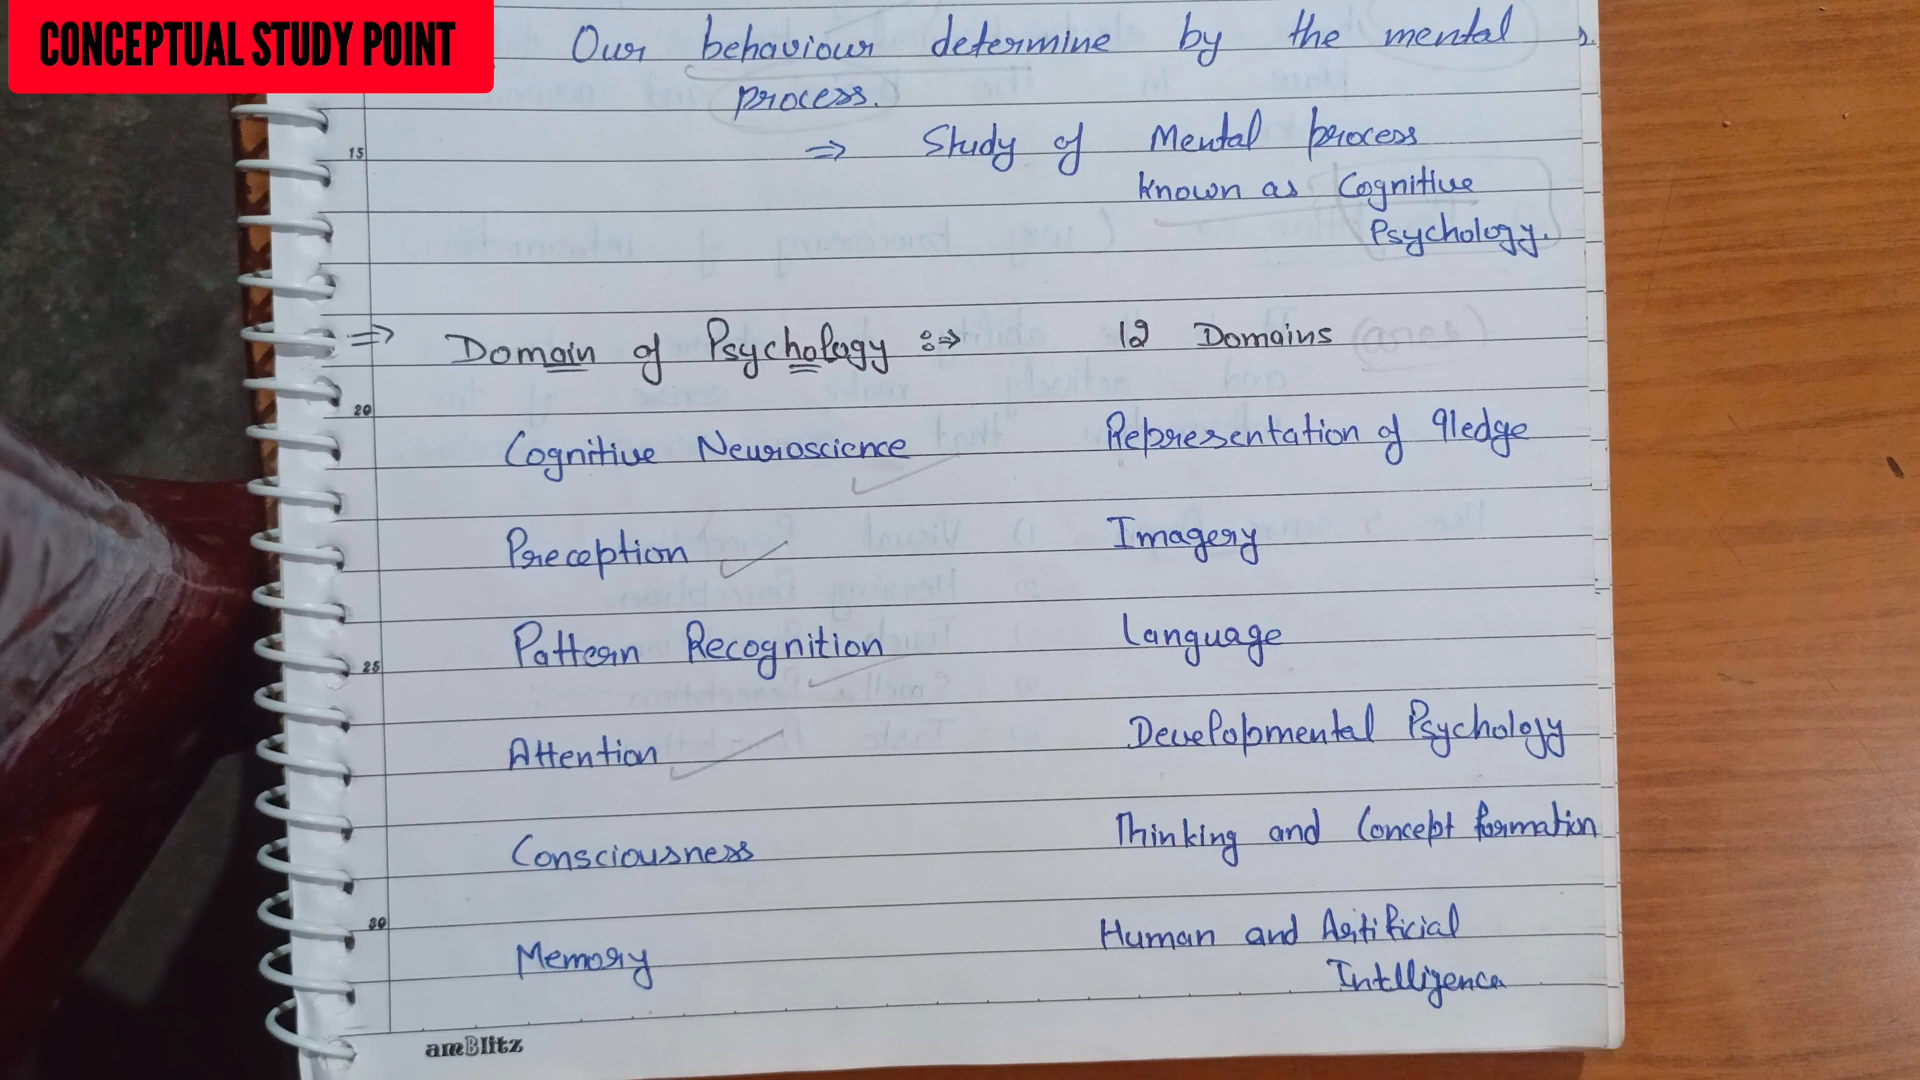 CONCEPTUAL STUDY POINT
Our behaviour determine by the mental
process.
15
⇒ Study of Mental process
known as Cognitive
Psychology.
⇒ Domain of Psychology :⇒ 12 Domains
20
Cognitive Neuroscience Representation of qledge
Preception Imagery
25
Pattern Recognition Language
Attention Developmental Psychology
Consciousness Thinking and Concept formation
30
Memory Human and Artificial
Intelligence
amBlitz